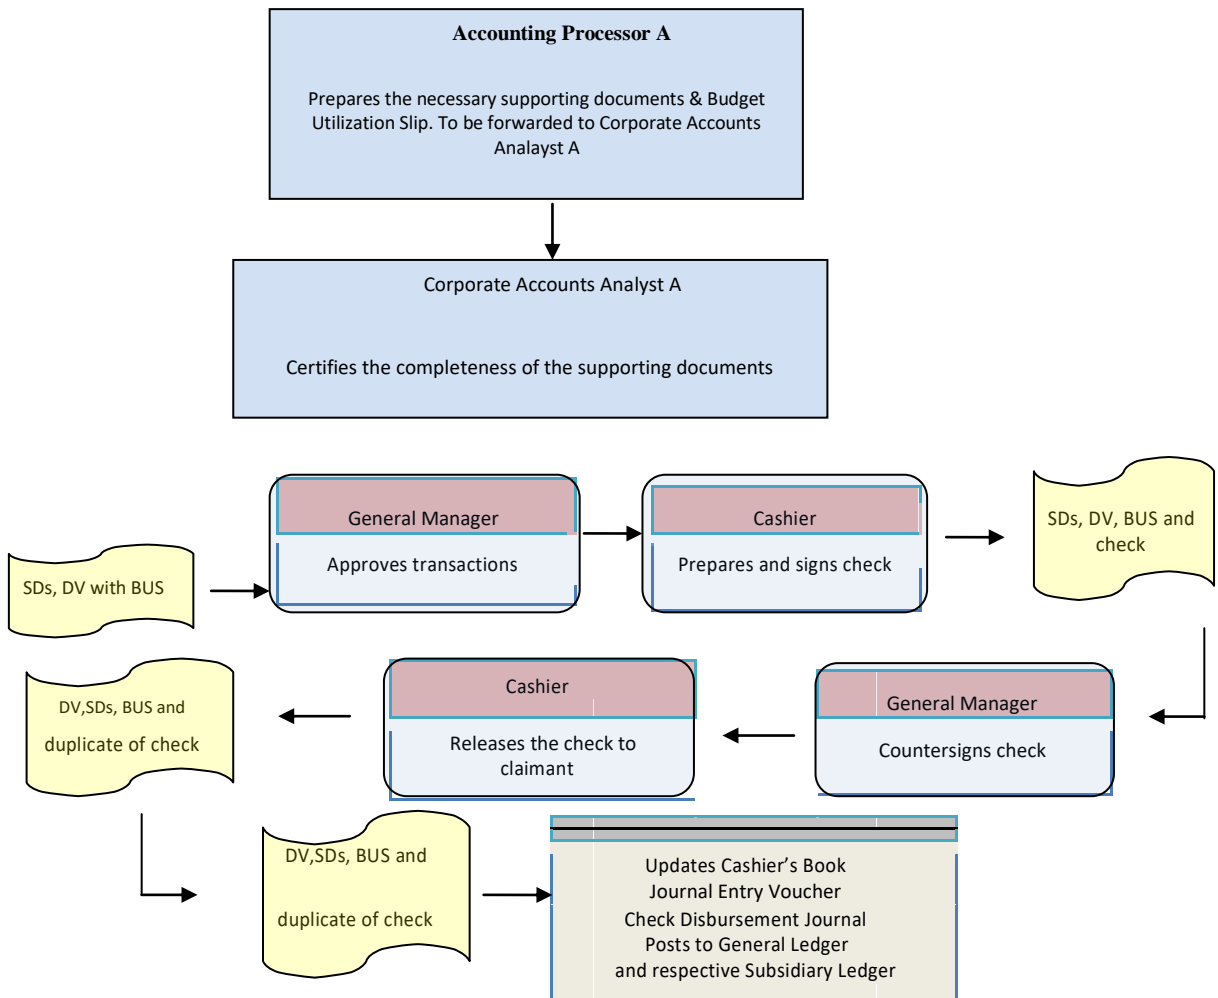 Accounting Processor A
Prepares the necessary supporting documents & Budget
Utilization Slip. To be forwarded to Corporate Accounts
Analayst A
Corporate Accounts Analyst A
Certifies the completeness of the supporting documents
SDs, DV with BUS
General Manager
Approves transactions
Cashier
Prepares and signs check
SDs, DV, BUS and
check
General Manager
Countersigns check
Cashier
Releases the check to
claimant
DV,SDs, BUS and
duplicate of check
DV,SDs, BUS and
duplicate of check
Updates Cashier’s Book
Journal Entry Voucher
Check Disbursement Journal
Posts to General Ledger
and respective Subsidiary Ledger